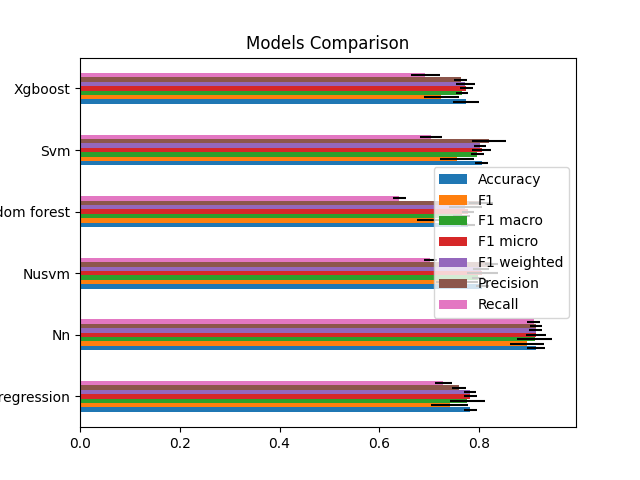 Models Comparison
Xgboost
Svm
dom forest
Nusvm
Nn
regression
Accuracy
F1
F1 macro
F1 micro
F1 weighted
Precision
Recall
0.0 0.2 0.4 0.6 0.8